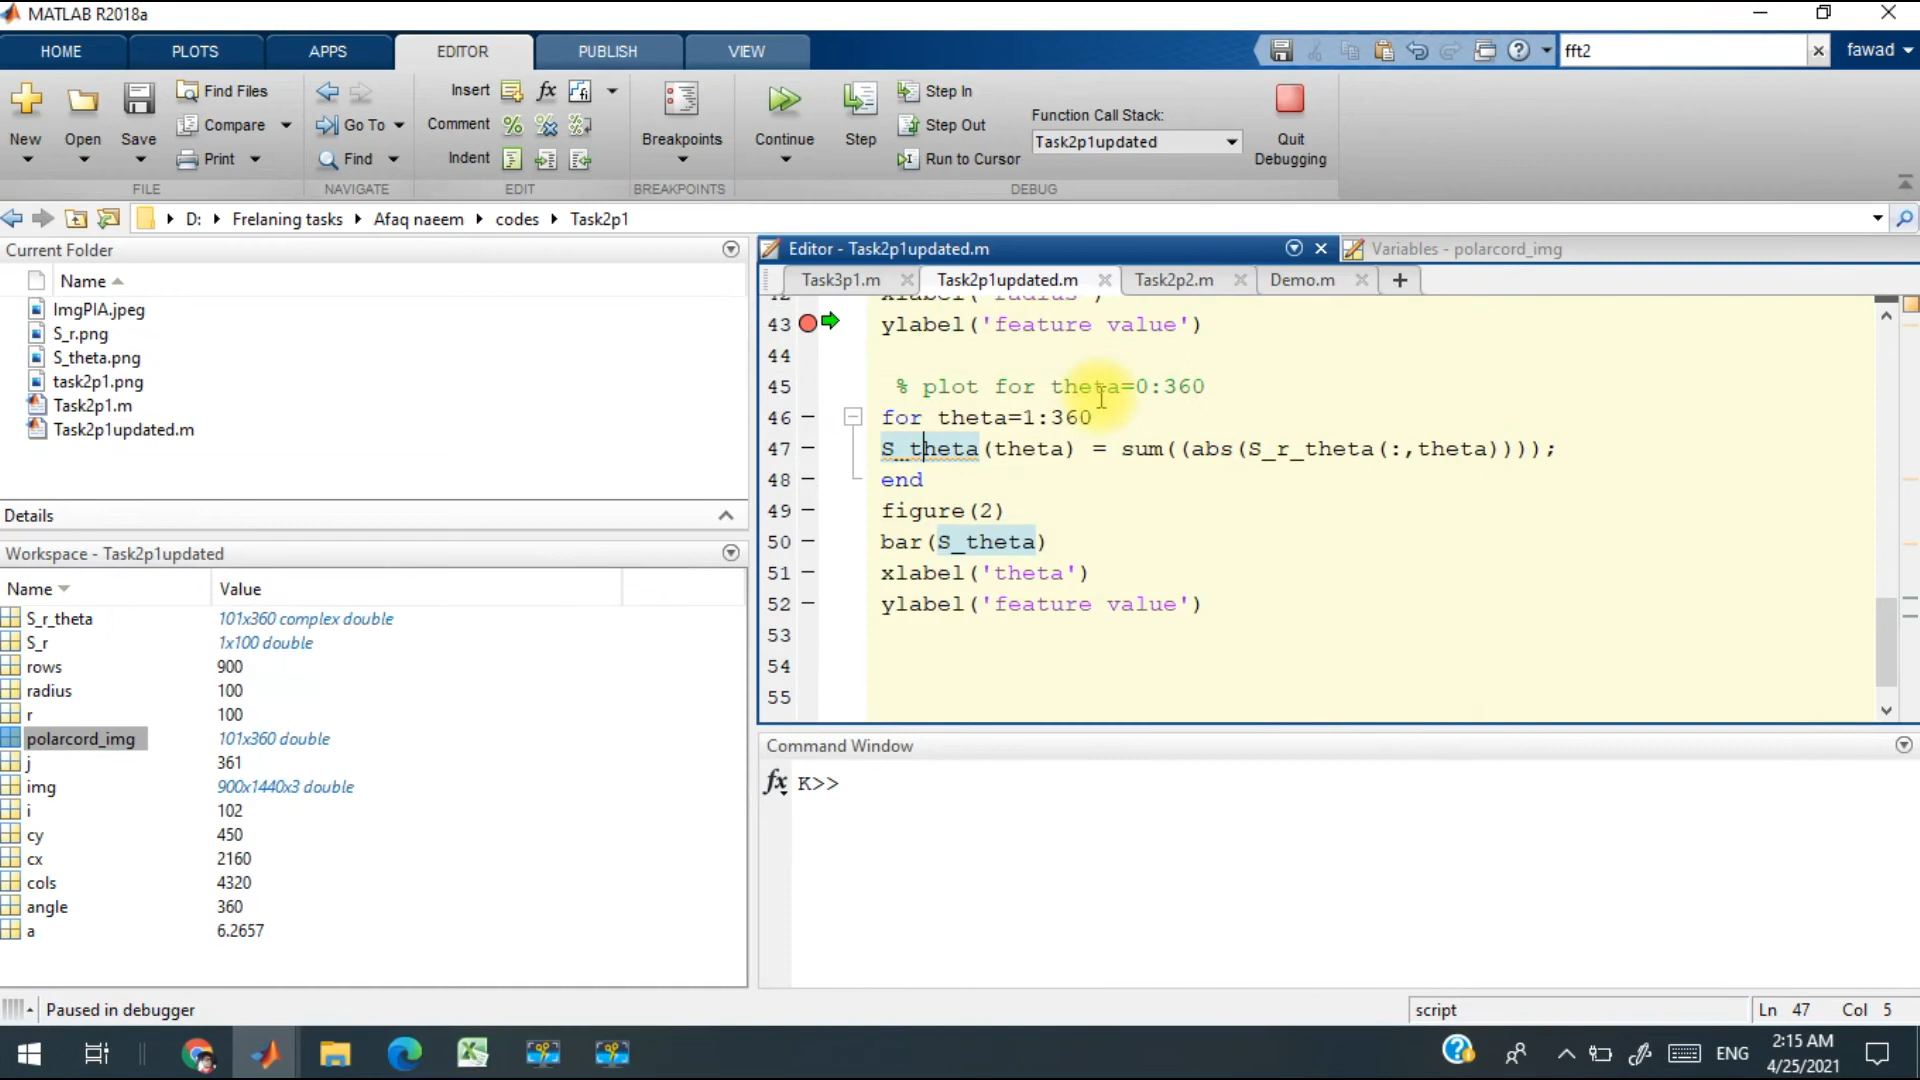 MATLAB R2018a
HOME PLOTS APPS EDITOR PUBLISH VIEW fft2 fawad
New Open Save Find Files Compare Print Go To Find Insert fx Comment Indent Breakpoints Continue Step Step In Step Out Run to Cursor Function Call Stack: Task2p1updated Quit Debugging
FILE NAVIGATE EDIT BREAKPOINTS DEBUG
D: Frelaning tasks Afaq naeem codes Task2p1
Current Folder
Name
ImgPIA.jpeg
S_r.png
S_theta.png
task2p1.png
Task2p1.m
Task2p1updated.m
Details
Workspace - Task2p1updated
Name Value
S_r_theta 101x360 complex double
S_r 1x100 double
rows 900
radius 100
r 100
polarcord_img 101x360 double
j 361
img 900x1440x3 double
i 102
cy 450
cx 2160
cols 4320
angle 360
a 6.2657
Editor - Task2p1updated.m Variables - polarcord_img
Task3p1.m Task2p1updated.m Task2p2.m Demo.m +
42 xlabel('radius')
43 ylabel('feature value')
44
45 % plot for theta=0:360
46 for theta=1:360
47 S_theta(theta) = sum((abs(S_r_theta(:,theta))));
48 end
49 figure(2)
50 bar(S_theta)
51 xlabel('theta')
52 ylabel('feature value')
53
54
55
Command Window
fx K>>
Paused in debugger script Ln 47 Col 5
ENG 2:15 AM
4/25/2021